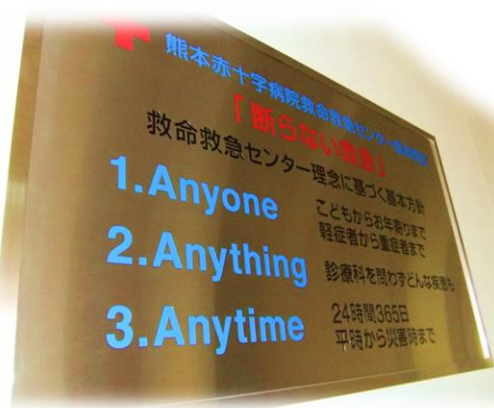 熊本赤十字病院救命救急センター基本理念
「断らない救急」
救命救急センター理念に基づく基本方針
1.Anyone
こどもからお年寄りまで
軽症者から重症者まで
2.Anything
診療科を問わずどんな疾患も
3.Anytime
24時間365日
平時から災害時まで